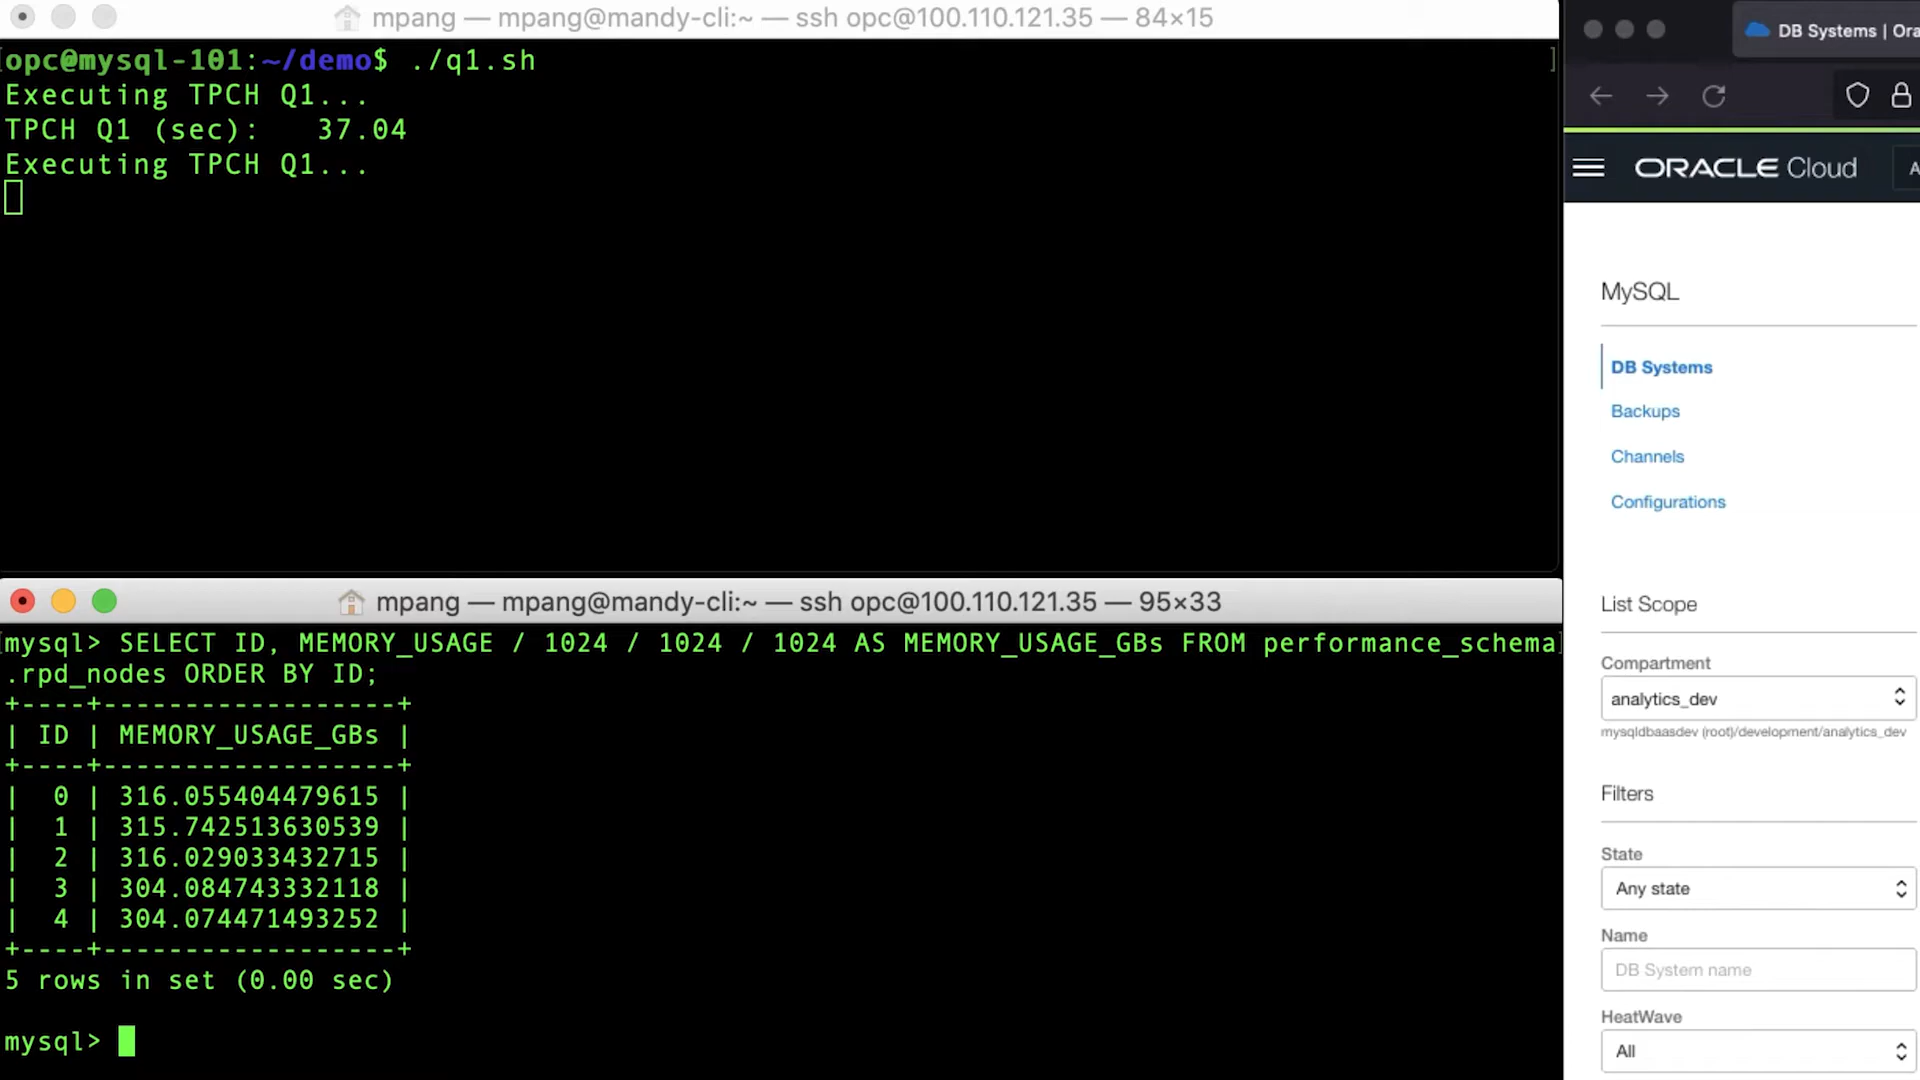 mpang — mpang@mandy-cli:~ — ssh opc@100.110.121.35 — 84×15
[opc@mysql-101:~/demo$ ./q1.sh ]
Executing TPCH Q1...
TPCH Q1 (sec):   37.04
Executing TPCH Q1...
mpang — mpang@mandy-cli:~ — ssh opc@100.110.121.35 — 95×33
[mysql> SELECT ID, MEMORY_USAGE / 1024 / 1024 / 1024 AS MEMORY_USAGE_GBs FROM performance_schema]
.rpd_nodes ORDER BY ID;
+----+------------------+
| ID | MEMORY_USAGE_GBs |
+----+------------------+
|  0 | 316.055404479615 |
|  1 | 315.742513630539 |
|  2 | 316.029033432715 |
|  3 | 304.084743332118 |
|  4 | 304.074471493252 |
+----+------------------+
5 rows in set (0.00 sec)
mysql>
DB Systems | Ora
ORACLE Cloud
A
MySQL
DB Systems
Backups
Channels
Configurations
List Scope
Compartment
analytics_dev
mysqldbaasdev (root)/development/analytics_dev
Filters
State
Any state
Name
DB System name
HeatWave
All